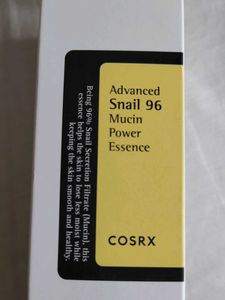 Advanced
Snail 96
Mucin
Power
Essence
COSRX
Being 96% Snail Secretion Filtrate (Mucin), this
essence helps the skin to lose less moist while
keeping the skin smooth and healthy.